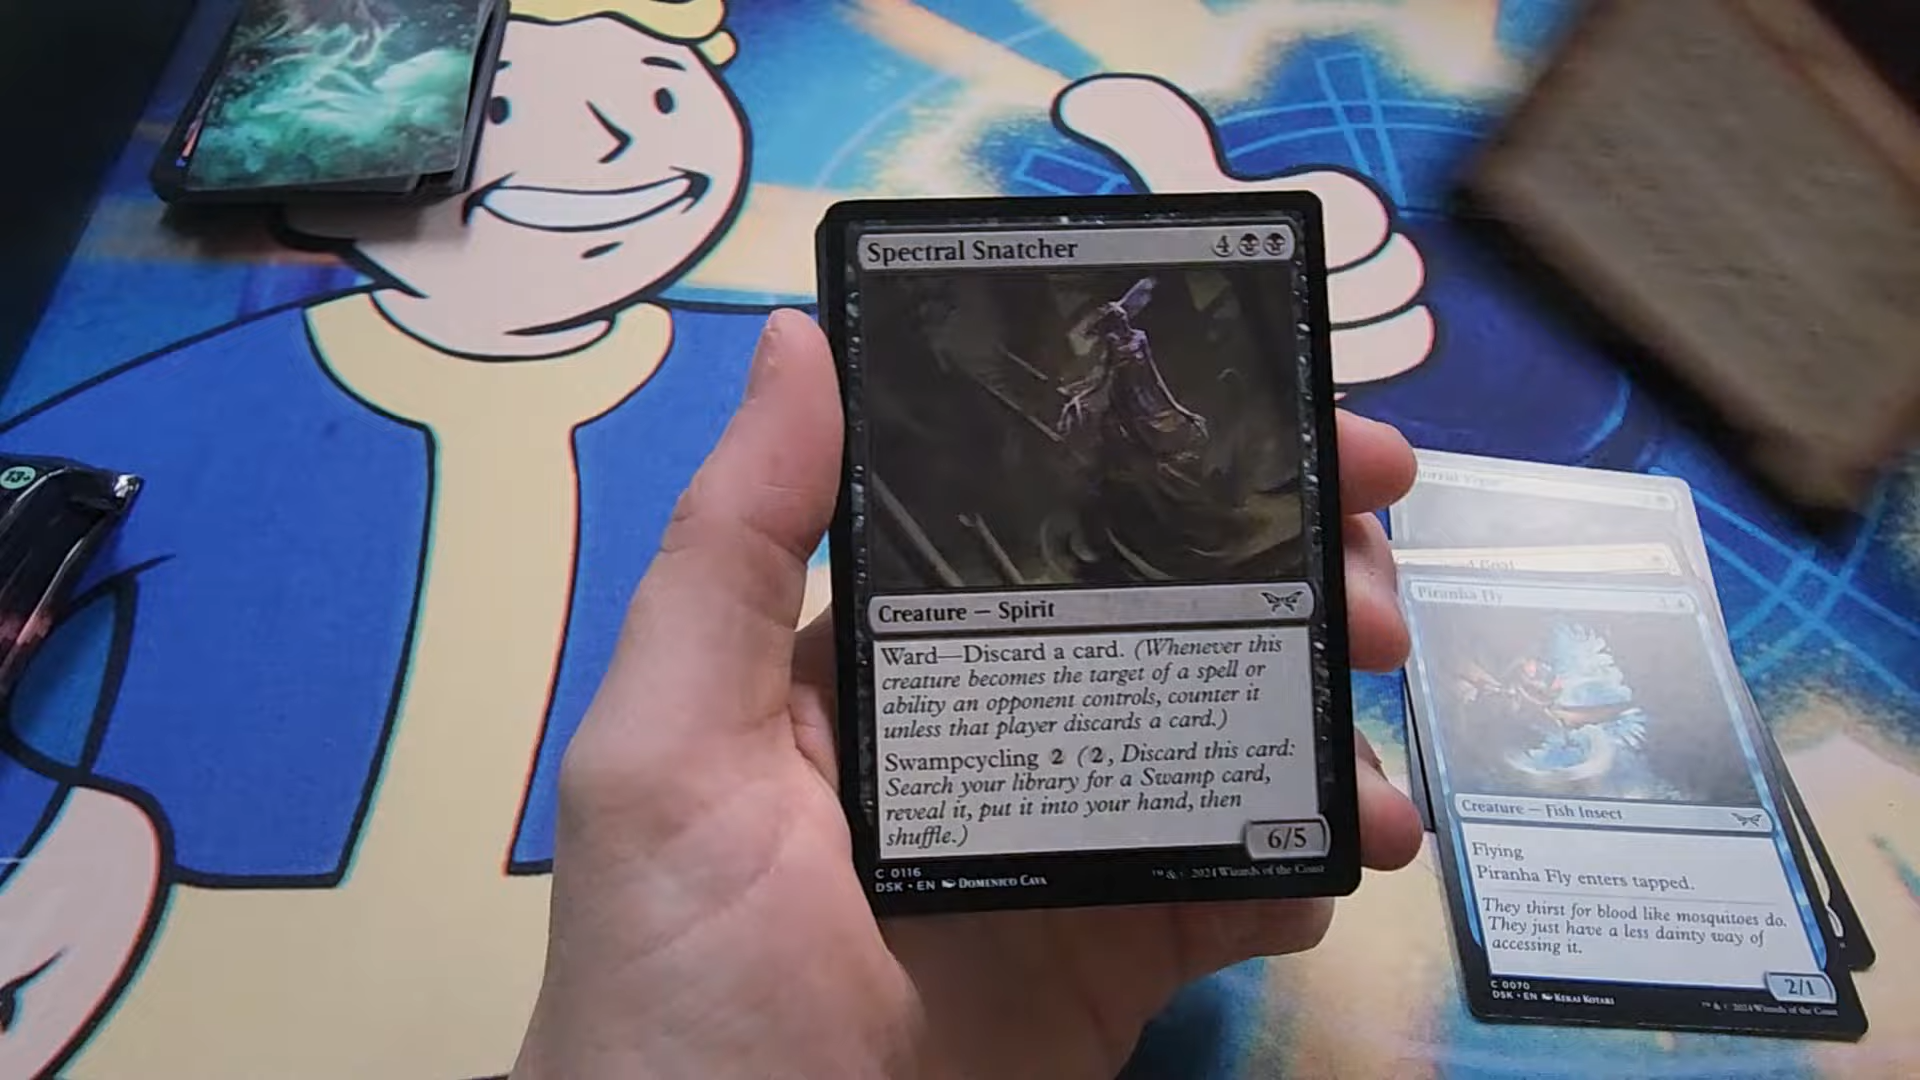 Spectral Snatcher 4
Creature — Spirit
Ward—Discard a card. (Whenever this
creature becomes the target of a spell or
ability an opponent controls, counter it
unless that player discards a card.)
Swampcycling 2 (2, Discard this card:
Search your library for a Swamp card,
reveal it, put it into your hand, then
shuffle.)
6/5
C 0116
DSK • EN DOMENICO CAVA
™ & © 2024 Wizards of the Coast
13+
Piranha Fly
Creature — Fish Insect
Flying
Piranha Fly enters tapped.
They thirst for blood like mosquitoes do.
They just have a less dainty way of
accessing it.
2/1
C 0070
DSK • EN KEKAI KOTAKI
™ & © 2024 Wizards of the Coast